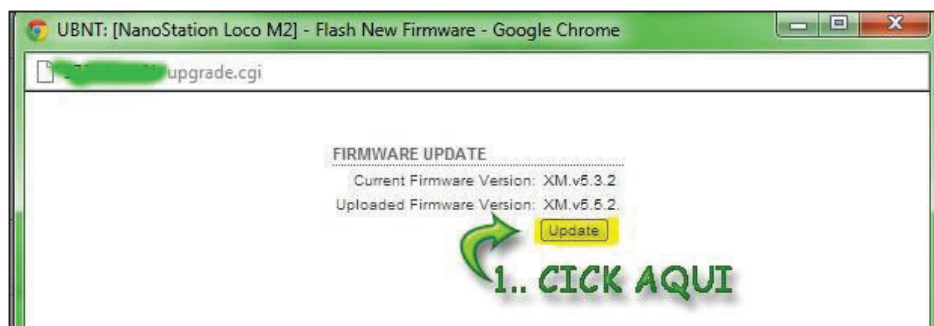 UBNT: [NanoStation Loco M2] - Flash New Firmware - Google Chrome
upgrade.cgi
FIRMWARE UPDATE
Current Firmware Version: XM.v5.3.2
Uploaded Firmware Version: XM.v5.5.2.
Update
1.. CICK AQUI